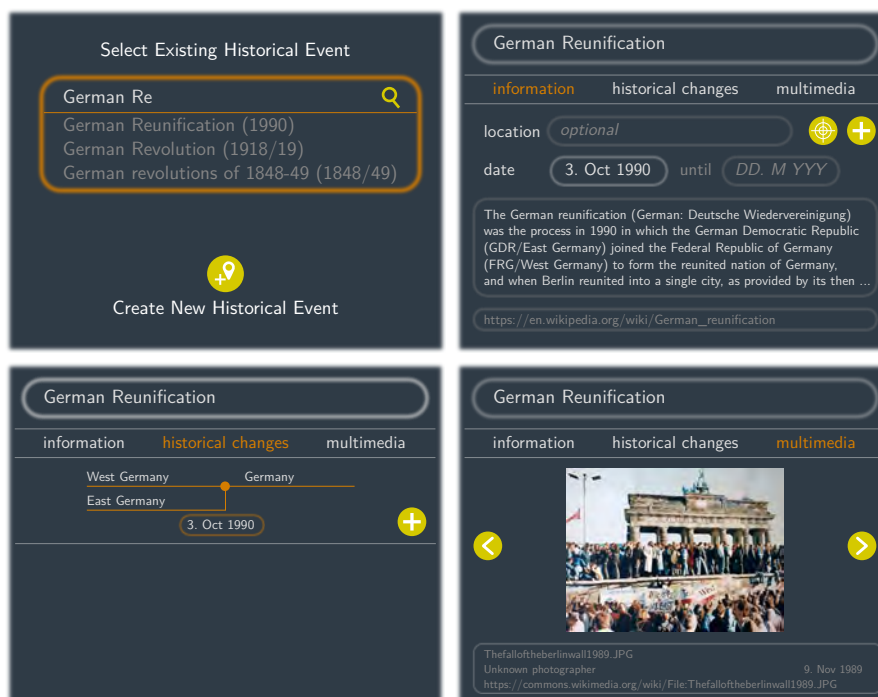 Select Existing Historical Event
German Re
German Reunification (1990)
German Revolution (1918/19)
German revolutions of 1848-49 (1848/49)
Create New Historical Event
German Reunification
information historical changes multimedia
location optional
date 3. Oct 1990 until DD. M YYY
The German reunification (German: Deutsche Wiedervereinigung)
was the process in 1990 in which the German Democratic Republic
(GDR/East Germany) joined the Federal Republic of Germany
(FRG/West Germany) to form the reunited nation of Germany,
and when Berlin reunited into a single city, as provided by its then ...
https://en.wikipedia.org/wiki/German_reunification
German Reunification
information historical changes multimedia
West Germany Germany
East Germany
3. Oct 1990
German Reunification
information historical changes multimedia
Thefalloftheberlinwall1989.JPG
Unknown photographer 9. Nov 1989
https://commons.wikimedia.org/wiki/File:Thefalloftheberlinwall1989.JPG